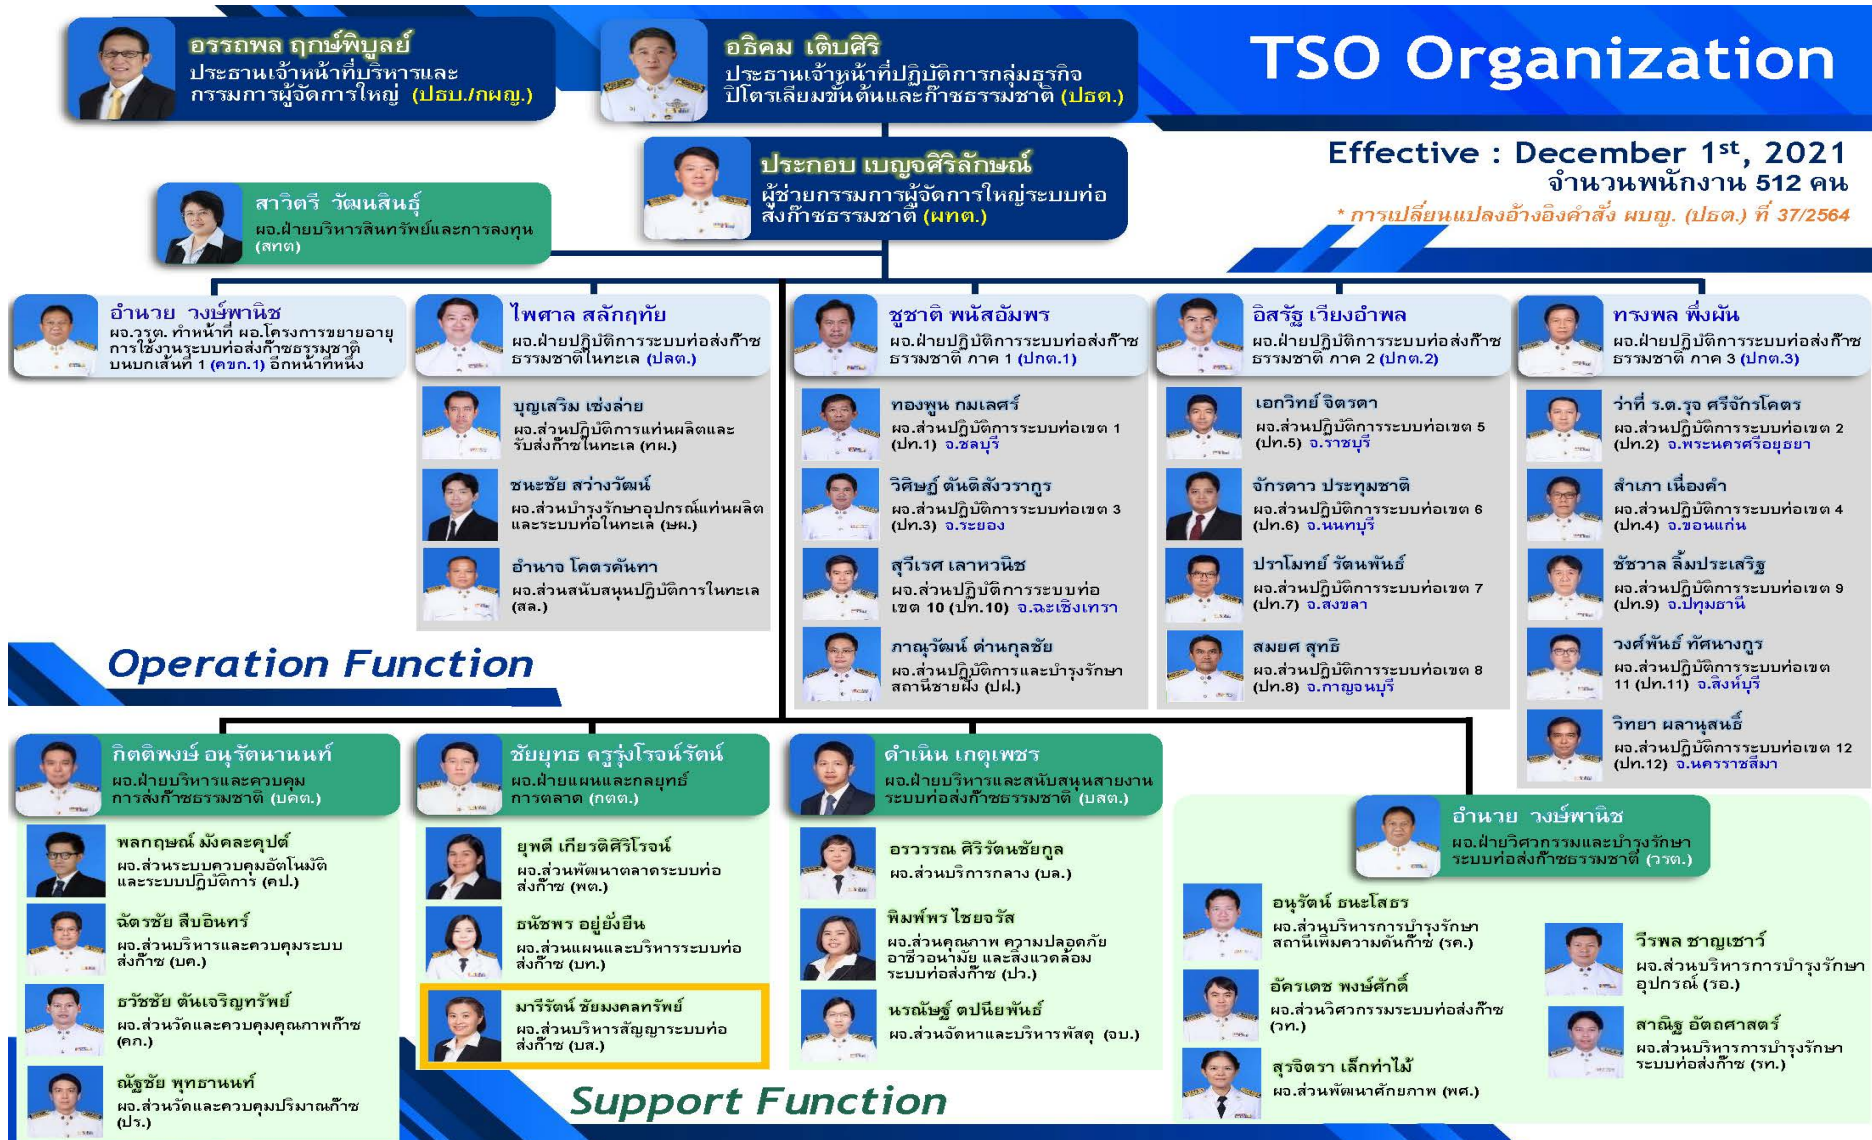 อรรถพล ฤกษ์พิบูลย์
ประธานเจ้าหน้าที่บริหารและ
กรรมการผู้จัดการใหญ่ (ปธบ./กผญ.)
อธิคม เติบศิริ
ประธานเจ้าหน้าที่ปฏิบัติการกลุ่มธุรกิจ
ปิโตรเลียมขั้นต้นและก๊าซธรรมชาติ (ปธต.)
TSO Organization
Effective : December 1st, 2021
จำนวนพนักงาน 512 คน
* การเปลี่ยนแปลงอ้างอิงคำสั่ง ผบญ. (ปธต.) ที่ 37/2564
ประกอบ เบญจศิริลักษณ์
ผู้ช่วยกรรมการผู้จัดการใหญ่ระบบท่อ
ส่งก๊าซธรรมชาติ (ผทต.)
สาวิตรี วัฒนสินธุ์
ผจ.ฝ่ายบริหารสินทรัพย์และการลงทุน
(สทต)
อำนวย วงษ์พานิช
ผจ.วรต. ทำหน้าที่ ผอ.โครงการขยายอายุ
การใช้งานระบบท่อส่งก๊าซธรรมชาติ
บนบกเส้นที่ 1 (คขก.1) อีกหน้าที่หนึ่ง
ไพศาล สลักฤทัย
ผจ.ฝ่ายปฏิบัติการระบบท่อส่งก๊าซ
ธรรมชาติในทะเล (ปลต.)
บุญเสริม เซ่งล่าย
ผจ.ส่วนปฏิบัติการแท่นผลิตและ
รับส่งก๊าซในทะเล (ทผ.)
ชนะชัย สว่างวัฒน์
ผจ.ส่วนบำรุงรักษาอุปกรณ์แท่นผลิต
และระบบท่อในทะเล (ษผ.)
อำนาจ โคตรคันทา
ผจ.ส่วนสนับสนุนปฏิบัติการในทะเล
(สล.)
ชูชาติ พนัสอัมพร
ผจ.ฝ่ายปฏิบัติการระบบท่อส่งก๊าซ
ธรรมชาติ ภาค 1 (ปกต.1)
ทองพูน กมเลศร์
ผจ.ส่วนปฏิบัติการระบบท่อเขต 1
(ปท.1) จ.ชลบุรี
วิศิษฏ์ ตันติสังวรากูร
ผจ.ส่วนปฏิบัติการระบบท่อเขต 3
(ปท.3) จ.ระยอง
สุวีเรศ เลาหวนิช
ผจ.ส่วนปฏิบัติการระบบท่อ
เขต 10 (ปท.10) จ.ฉะเชิงเทรา
ภาณุวัฒน์ ด่านกุลชัย
ผจ.ส่วนปฏิบัติการและบำรุงรักษา
สถานีชายฝั่ง (ปฝ.)
อิสรัฐ เวียงอำพล
ผจ.ฝ่ายปฏิบัติการระบบท่อส่งก๊าซ
ธรรมชาติ ภาค 2 (ปกต.2)
เอกวิทย์ จิตรตา
ผจ.ส่วนปฏิบัติการระบบท่อเขต 5
(ปท.5) จ.ราชบุรี
จักรดาว ประทุมชาติ
ผจ.ส่วนปฏิบัติการระบบท่อเขต 6
(ปท.6) จ.นนทบุรี
ปราโมทย์ รัตนพันธ์
ผจ.ส่วนปฏิบัติการระบบท่อเขต 7
(ปท.7) จ.สงขลา
สมยศ สุทธิ
ผจ.ส่วนปฏิบัติการระบบท่อเขต 8
(ปท.8) จ.กาญจนบุรี
ทรงพล พึ่งผัน
ผจ.ฝ่ายปฏิบัติการระบบท่อส่งก๊าซ
ธรรมชาติ ภาค 3 (ปกต.3)
ว่าที่ ร.ต.รุจ ศรีจักรโคตร
ผจ.ส่วนปฏิบัติการระบบท่อเขต 2
(ปท.2) จ.พระนครศรีอยุธยา
สำเภา เนื่องคำ
ผจ.ส่วนปฏิบัติการระบบท่อเขต 4
(ปท.4) จ.ขอนแก่น
ชัชวาล ลิ้มประเสริฐ
ผจ.ส่วนปฏิบัติการระบบท่อเขต 9
(ปท.9) จ.ปทุมธานี
วงศ์พันธ์ ทัศนางกูร
ผจ.ส่วนปฏิบัติการระบบท่อเขต
11 (ปท.11) จ.สิงห์บุรี
วิทยา ผลานุสนธิ์
ผจ.ส่วนปฏิบัติการระบบท่อเขต 12
(ปท.12) จ.นครราชสีมา
Operation Function
กิตติพงษ์ อนุรัตนานนท์
ผจ.ฝ่ายบริหารและควบคุม
การส่งก๊าซธรรมชาติ (บคต.)
พลกฤษณ์ มังคละคุปต์
ผจ.ส่วนระบบควบคุมอัตโนมัติ
และระบบปฏิบัติการ (คป.)
ฉัตรชัย สืบอินทร์
ผจ.ส่วนบริหารและควบคุมระบบ
ส่งก๊าซ (บค.)
ธวัชชัย ตันเจริญทรัพย์
ผจ.ส่วนวัดและควบคุมคุณภาพก๊าซ
(คก.)
ณัฐชัย พุทธานนท์
ผจ.ส่วนวัดและควบคุมปริมาณก๊าซ
(ปร.)
ชัยยุทธ ครูรุ่งโรจน์รัตน์
ผจ.ฝ่ายแผนและกลยุทธ์
การตลาด (กตต.)
ยุพดี เกียรติศิริโรจน์
ผจ.ส่วนพัฒนาตลาดระบบท่อ
ส่งก๊าซ (พต.)
ธนัชพร อยู่ยั่งยืน
ผจ.ส่วนแผนและบริหารระบบท่อ
ส่งก๊าซ (บท.)
มารีรัตน์ ชัยมงคลทรัพย์
ผจ.ส่วนบริหารสัญญาระบบท่อ
ส่งก๊าซ (บส.)
ดำเนิน เกตุเพชร
ผจ.ฝ่ายบริหารและสนับสนุนสายงาน
ระบบท่อส่งก๊าซธรรมชาติ (บสต.)
อรวรรณ ศิริรัตนชัยกูล
ผจ.ส่วนบริการกลาง (บล.)
พิมพ์พร ไชยจรัส
ผจ.ส่วนคุณภาพ ความปลอดภัย
อาชีวอนามัย และสิ่งแวดล้อม
ระบบท่อส่งก๊าซ (ปว.)
นรณัษฐ์ ตปนียพันธ์
ผจ.ส่วนจัดหาและบริหารพัสดุ (จบ.)
อำนวย วงษ์พานิช
ผจ.ฝ่ายวิศวกรรมและบำรุงรักษา
ระบบท่อส่งก๊าซธรรมชาติ (วรต.)
อนุรัตน์ ธนะโสธร
ผจ.ส่วนบริหารการบำรุงรักษา
สถานีเพิ่มความดันก๊าซ (รค.)
อัครเดช พงษ์ศักดิ์
ผจ.ส่วนวิศวกรรมระบบท่อส่งก๊าซ
(วท.)
สุรจิตรา เล็กท่าไม้
ผจ.ส่วนพัฒนาศักยภาพ (พศ.)
วีรพล ชาญเชาว์
ผจ.ส่วนบริหารการบำรุงรักษา
อุปกรณ์ (รอ.)
สาณิฐ อัตถศาสตร์
ผจ.ส่วนบริหารการบำรุงรักษา
ระบบท่อส่งก๊าซ (รท.)
Support Function